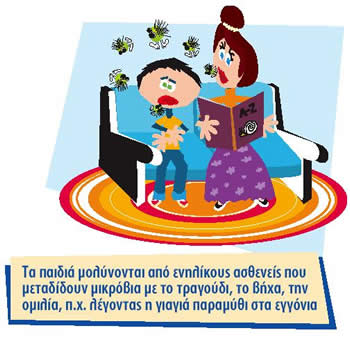 A-Z
Τα παιδιά μολύνονται από ενηλίκους ασθενείς που
μεταδίδουν μικρόβια με το τραγούδι, το βήχα, την
ομιλία, π.χ. λέγοντας η γιαγιά παραμύθι στα εγγόνια